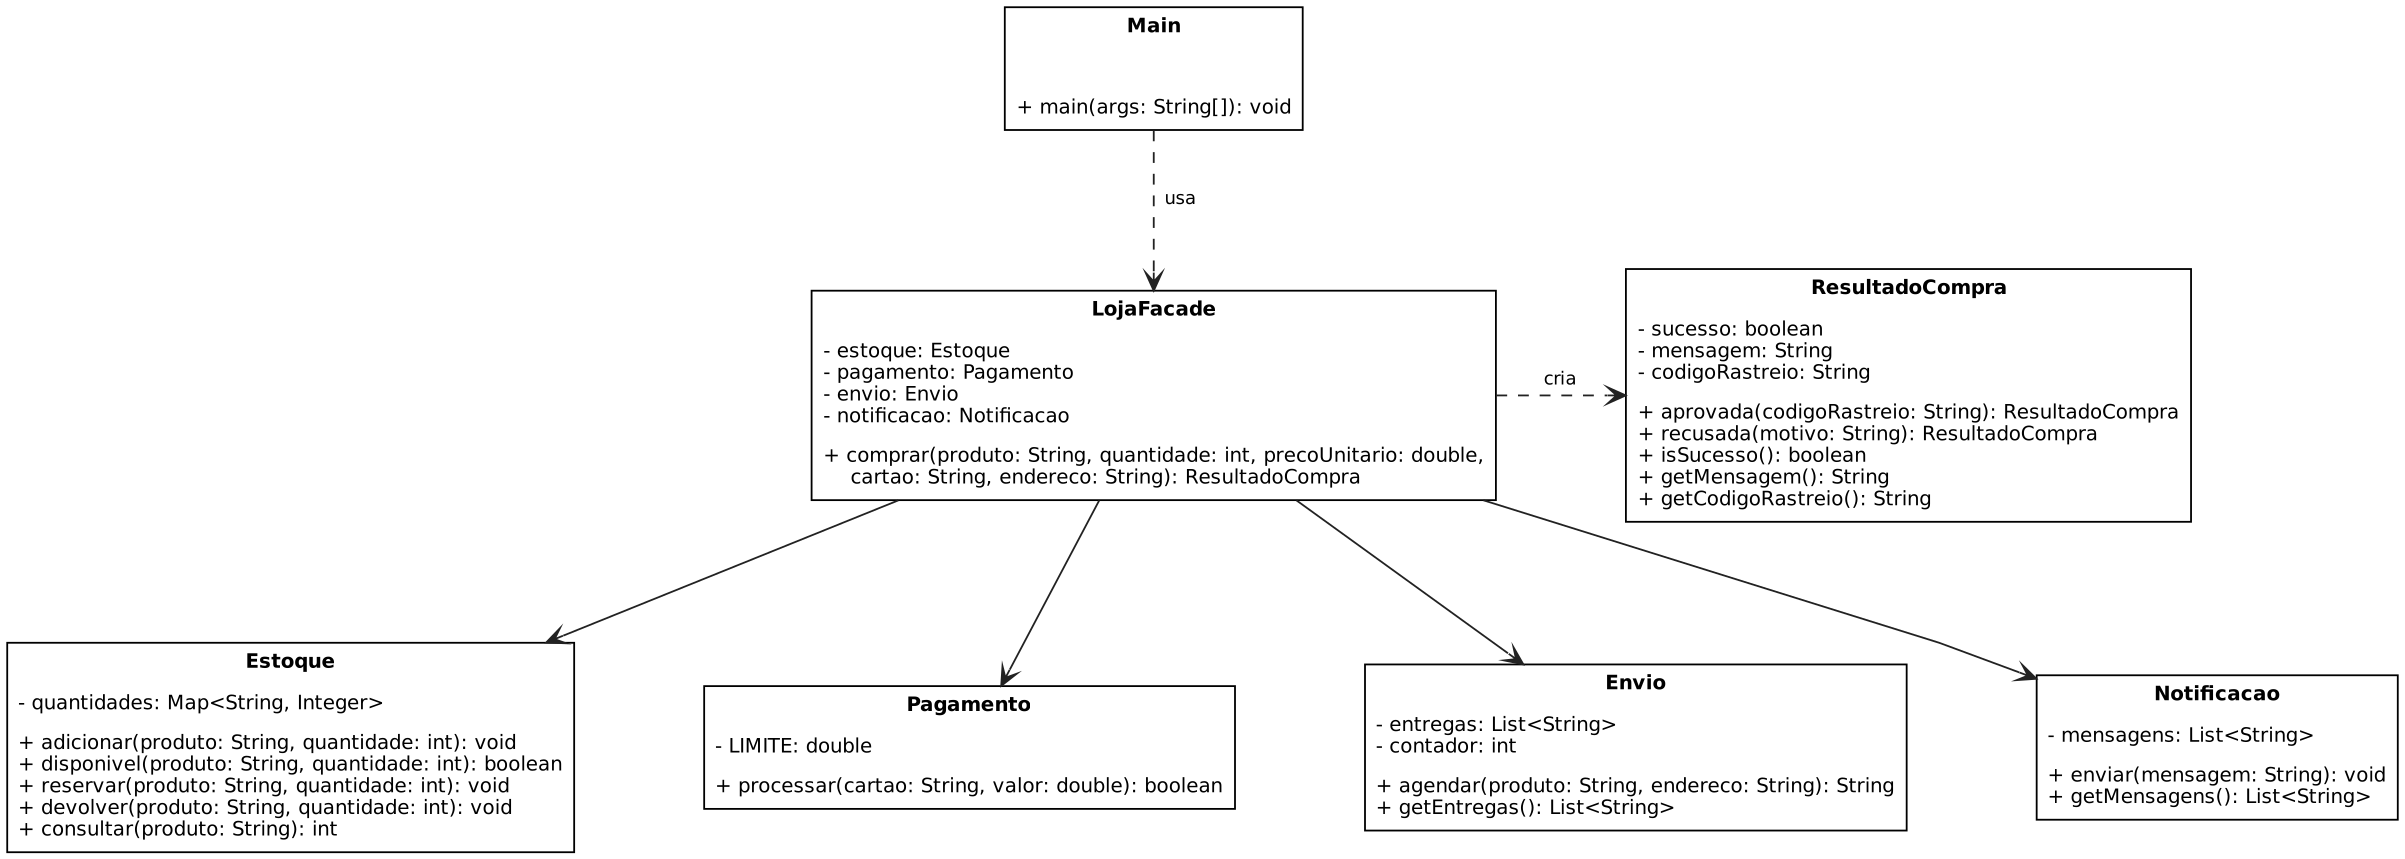 Main
+ main(args: String[]): void
usa
LojaFacade
- estoque: Estoque
- pagamento: Pagamento
- envio: Envio
- notificacao: Notificacao
+ comprar(produto: String, quantidade: int, precoUnitario: double,
cartao: String, endereco: String): ResultadoCompra
cria
ResultadoCompra
- sucesso: boolean
- mensagem: String
- codigoRastreio: String
+ aprovada(codigoRastreio: String): ResultadoCompra
+ recusada(motivo: String): ResultadoCompra
+ isSucesso(): boolean
+ getMensagem(): String
+ getCodigoRastreio(): String
Estoque
- quantidades: Map<String, Integer>
+ adicionar(produto: String, quantidade: int): void
+ disponivel(produto: String, quantidade: int): boolean
+ reservar(produto: String, quantidade: int): void
+ devolver(produto: String, quantidade: int): void
+ consultar(produto: String): int
Pagamento
- LIMITE: double
+ processar(cartao: String, valor: double): boolean
Envio
- entregas: List<String>
- contador: int
+ agendar(produto: String, endereco: String): String
+ getEntregas(): List<String>
Notificacao
- mensagens: List<String>
+ enviar(mensagem: String): void
+ getMensagens(): List<String>